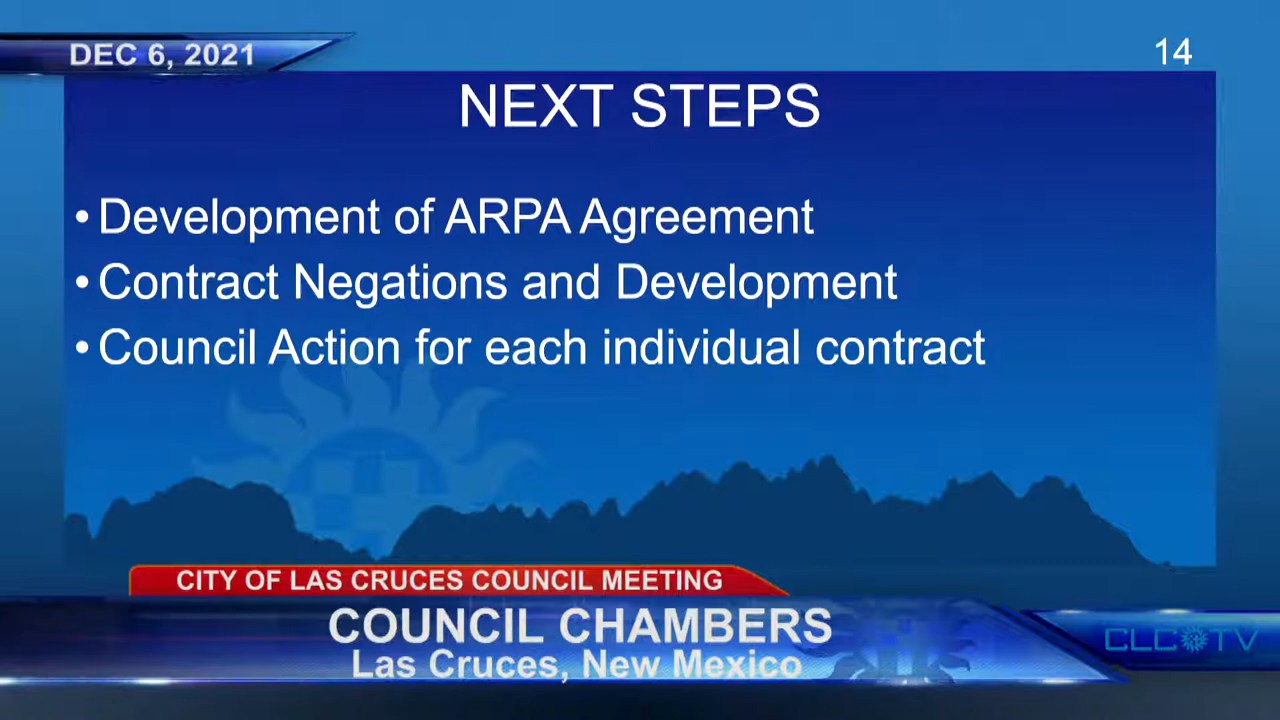 DEC 6, 2021
14
NEXT STEPS
• Development of ARPA Agreement
• Contract Negations and Development
• Council Action for each individual contract
CITY OF LAS CRUCES COUNCIL MEETING
COUNCIL CHAMBERS
Las Cruces, New Mexico
CLC TV